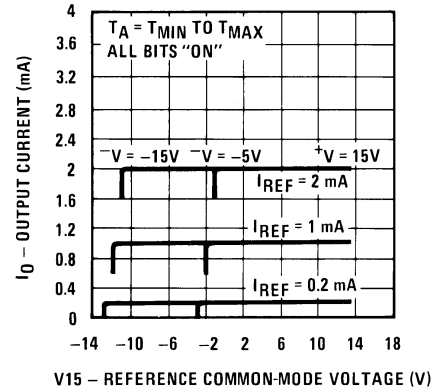 4
3.6
3.2
2.8
2.4
2
1.6
1.2
0.8
0.4
0
I_O – OUTPUT CURRENT (mA)
T_A = T_MIN TO T_MAX
ALL BITS "ON"
⁻V = –15V ⁻V = –5V ⁺V = 15V
I_REF = 2 mA
I_REF = 1 mA
I_REF = 0.2 mA
–14 –10 –6 –2 2 6 10 14 18
V15 – REFERENCE COMMON-MODE VOLTAGE (V)